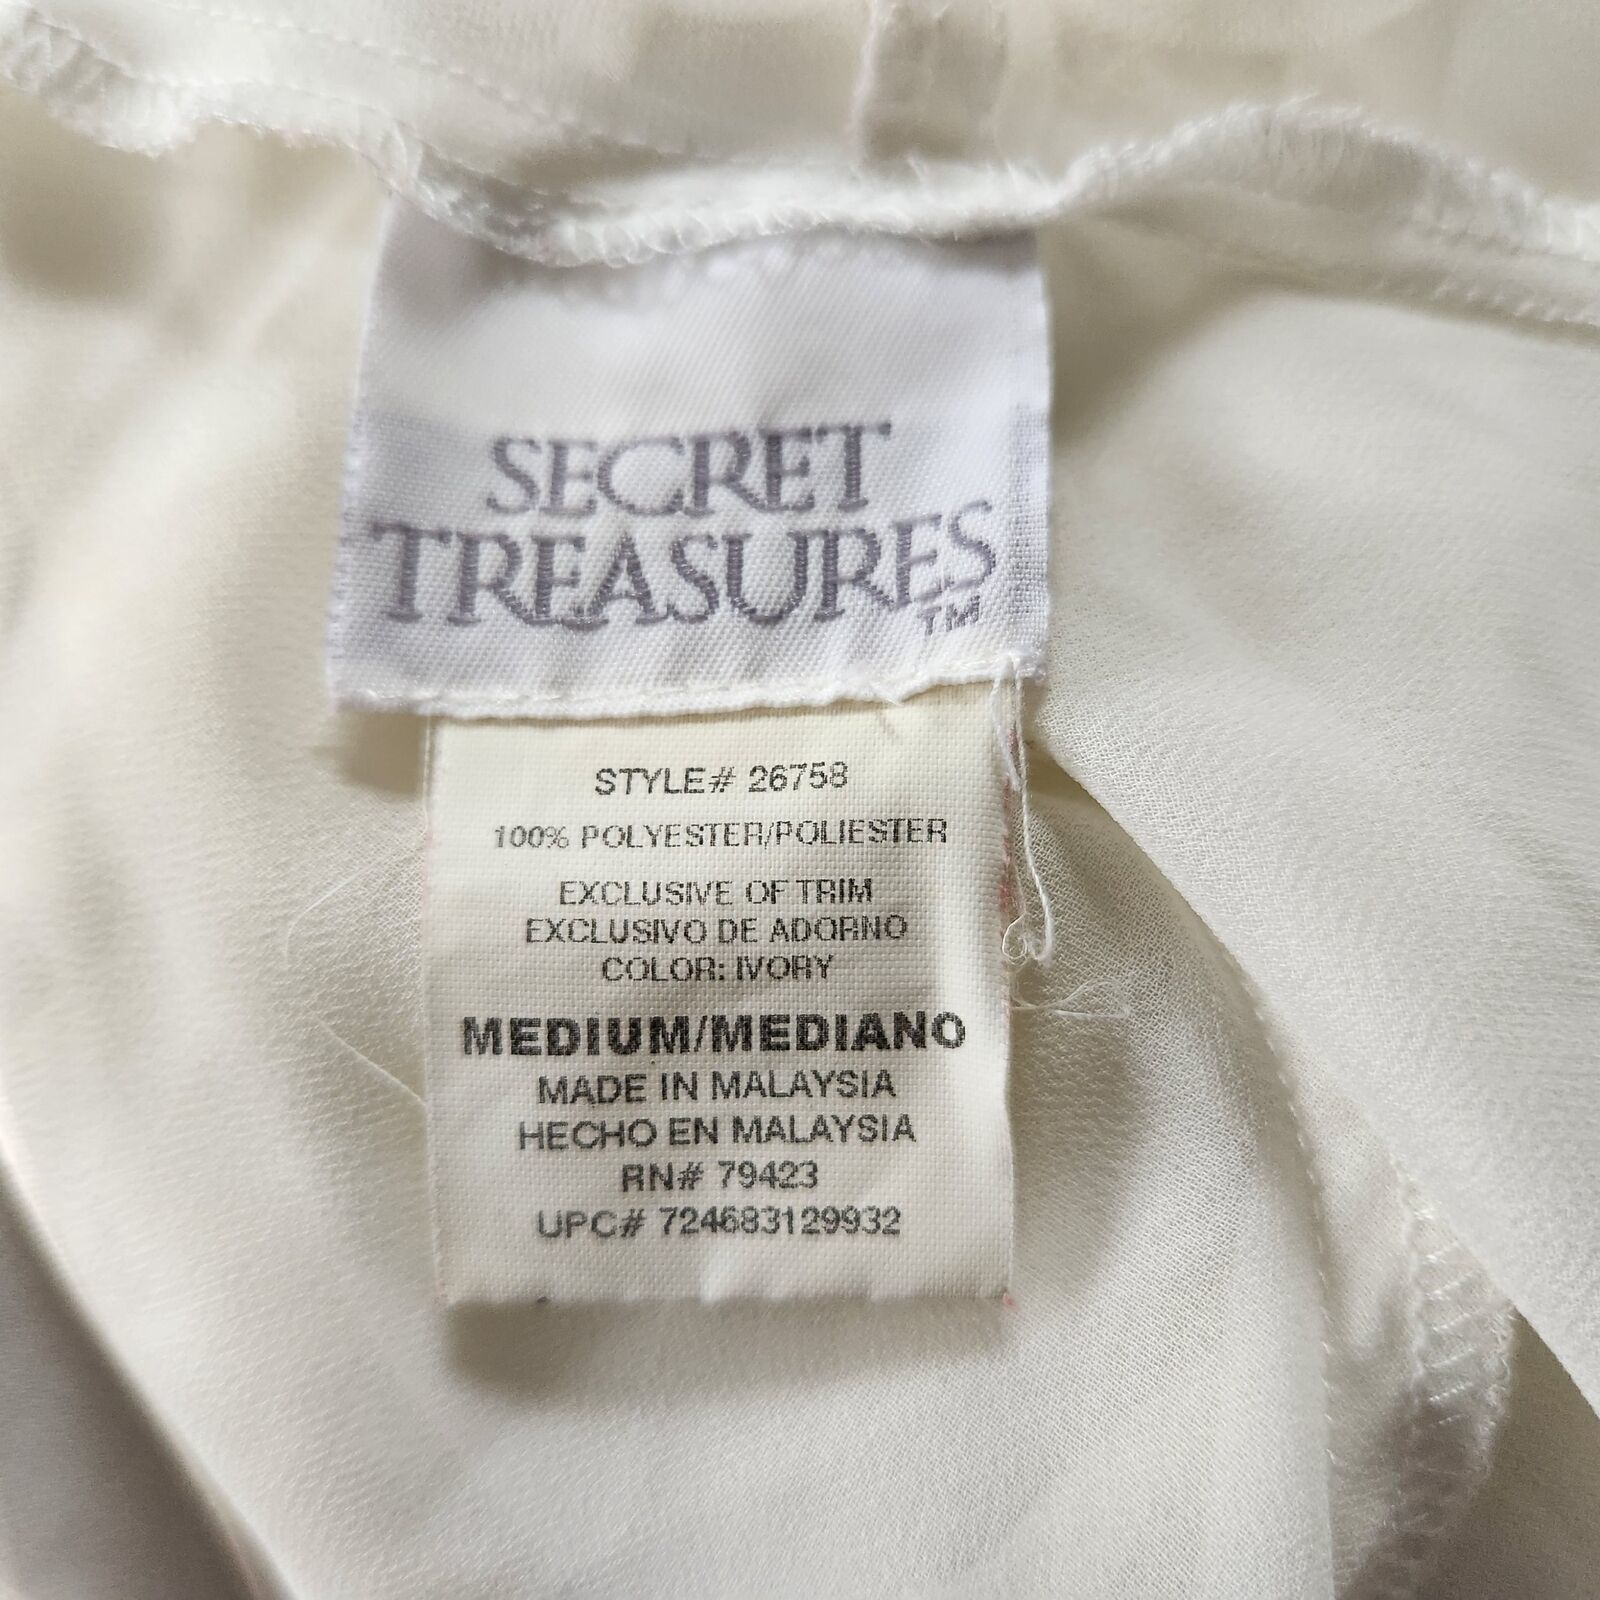 SECRET
TREASURES
TM
STYLE# 26758
100% POLYESTER/POLIESTER
EXCLUSIVE OF TRIM
EXCLUSIVO DE ADORNO
COLOR: IVORY
MEDIUM/MEDIANO
MADE IN MALAYSIA
HECHO EN MALAYSIA
RN# 79423
UPC# 724683129932